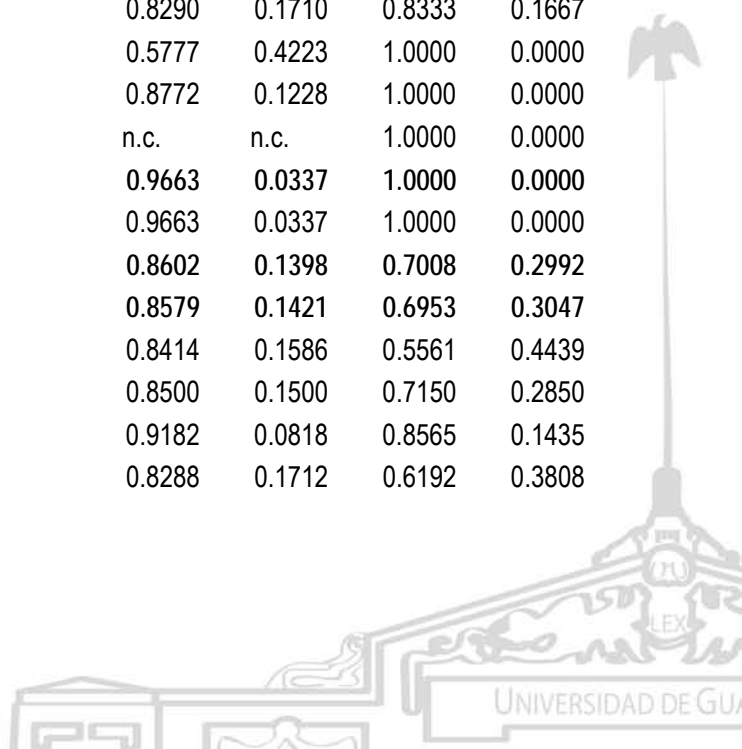 0.8290 0.1710 0.8333 0.1667
0.5777 0.4223 1.0000 0.0000
0.8772 0.1228 1.0000 0.0000
n.c. n.c. 1.0000 0.0000
0.9663 0.0337 1.0000 0.0000
0.9663 0.0337 1.0000 0.0000
0.8602 0.1398 0.7008 0.2992
0.8579 0.1421 0.6953 0.3047
0.8414 0.1586 0.5561 0.4439
0.8500 0.1500 0.7150 0.2850
0.9182 0.0818 0.8565 0.1435
0.8288 0.1712 0.6192 0.3808
LEX
UNIVERSIDAD DE GUA